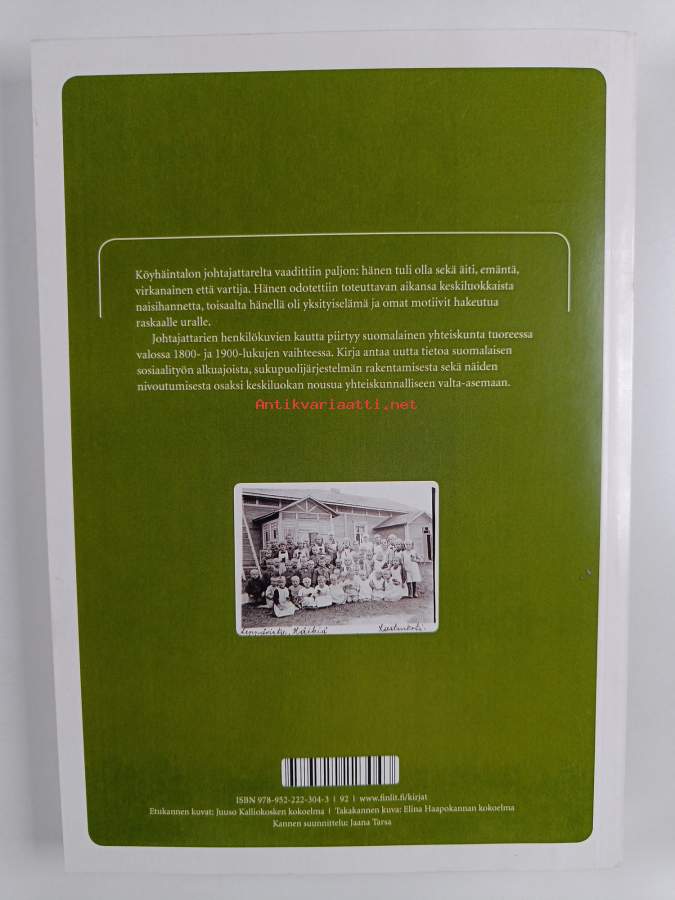 Köyhäintalon johtajattarelta vaadittiin paljon: hänen tuli olla sekä äiti, emäntä,
virkanainen että vartija. Hänen odotettiin toteuttavan aikansa keskiluokkaista
naisihannetta, toisaalta hänellä oli yksityiselämä ja omat motiivit hakeutua
raskaalle uralle.
Johtajattarien henkilökuvien kautta piirtyy suomalainen yhteiskunta tuoreessa
valossa 1800- ja 1900-lukujen vaihteessa. Kirja antaa uutta tietoa suomalaisen
sosiaalityön alkuajoista, sukupuolijärjestelmän rakentamisesta sekä näiden
nivoutumisesta osaksi keskiluokan nousua yhteiskunnalliseen valta-asemaan.
Antikvariaatti.net
ISBN 978-952-222-304-3 | 92 | www.finlit.fi/kirjat
Etukannen kuvat: Juuso Kalliokosken kokoelma | Takakannen kuva: Elina Haapokannan kokoelma
Kannen suunnittelu: Jaana Tarsa